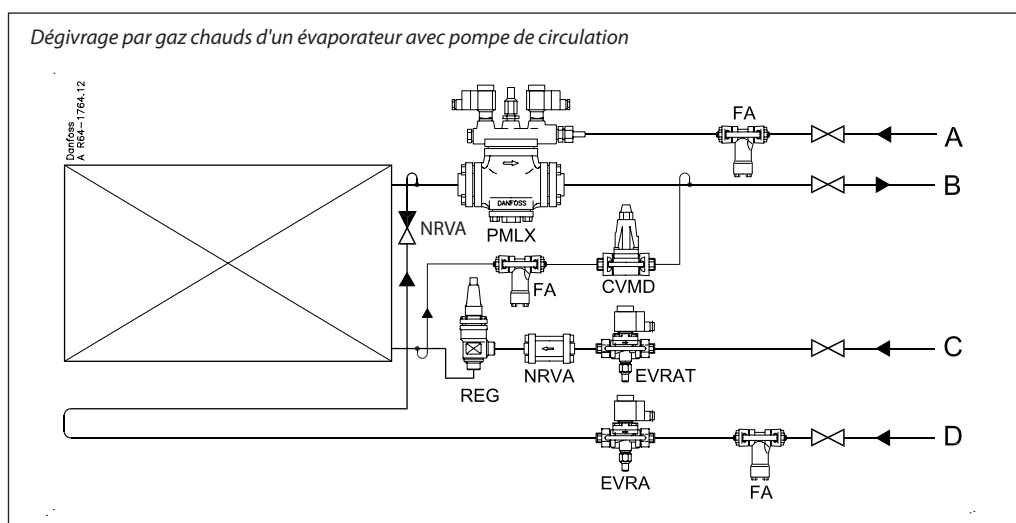 Dégivrage par gaz chauds d'un évaporateur avec pompe de circulation
Danfoss
A R64-1764.12
FA
A
B
NRVA
DANFOSS
PMLX
FA
CVMD
C
REG
NRVA
EVRAT
D
EVRA
FA